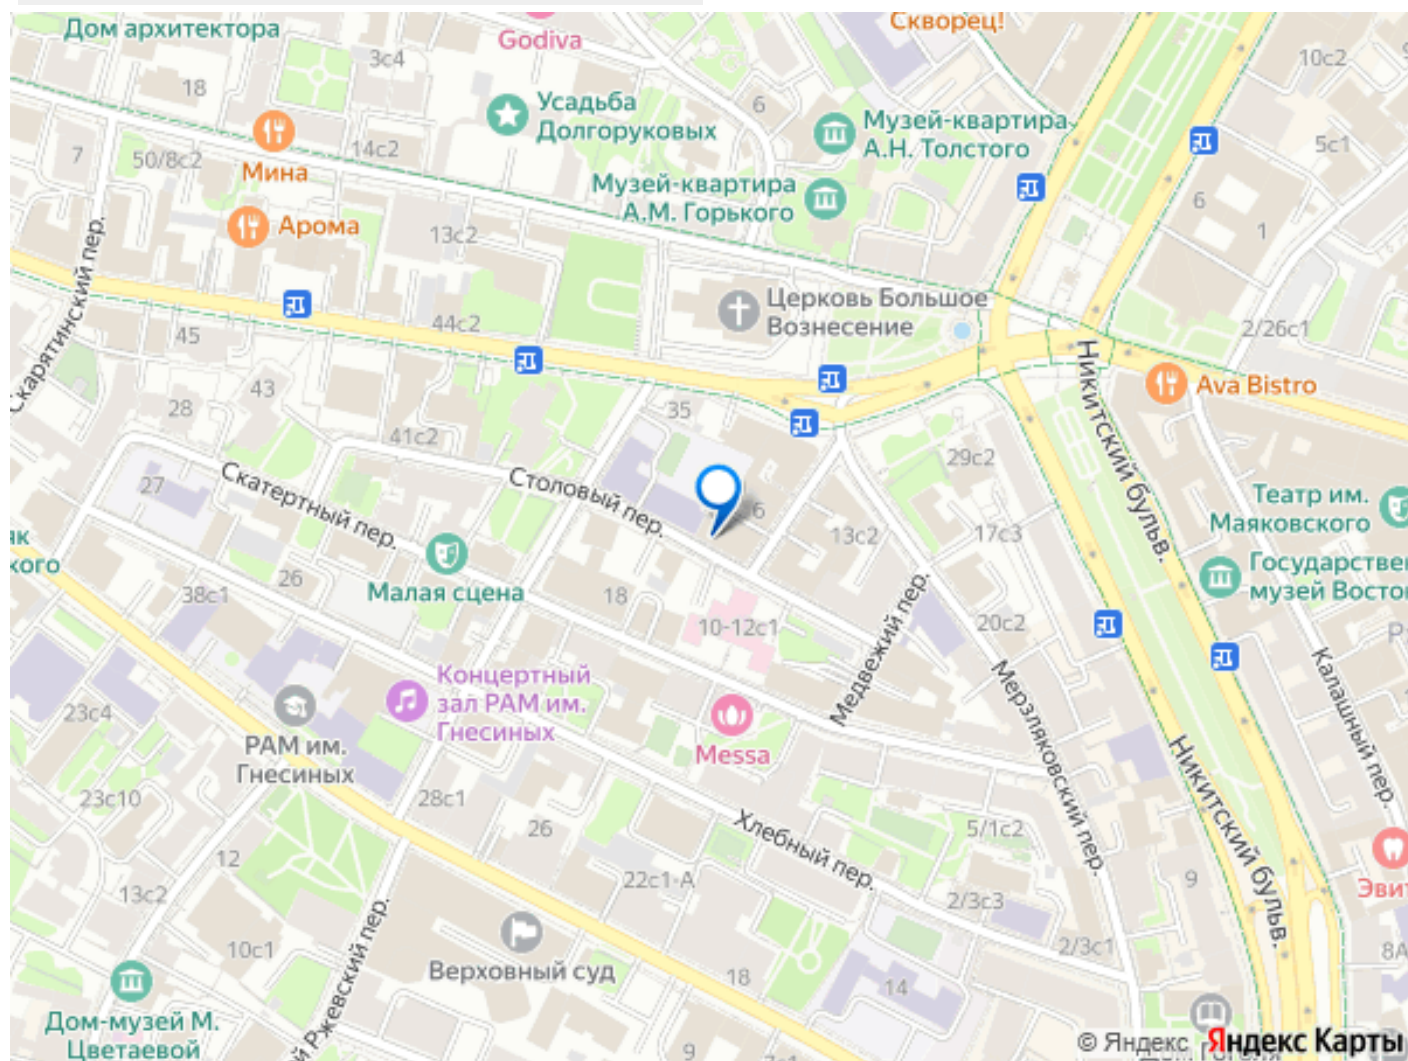 Дом архитектора
Godiva
Скворец!
3с4
10с2
18
Усадьба
Долгоруковых
6
Музей-квартира
А.Н. Толстого
5с1
7
50/8с2
14с2
Мина
Музей-квартира
А.М. Горького
6
1
Арома
13с2
Скарятинский пер.
Церковь Большое
Вознесение
45
44с2
2/26с1
Ava Bistro
43
28
35
41с2
29с2
Никитский бульв.
27
Скатертный пер.
Столовый пер.
6
Театр им.
Маяковского
17с3
13с2
Малая сцена
26
38с1
18
10-12с1
20с2
Медвежий пер.
Мерзляковский пер.
Калашный пер.
Концертный
зал РАМ им.
Гнесиных
23с4
РАМ им.
Гнесиных
Messa
Никитский бульв.
23с10
28с1
26
Хлебный пер.
5/1с2
12
13с2
22с1-А
9
2/3с3
10с1
Верховный суд
18
14
2/3с1
8А
Дом-музей М.
Цветаевой
Ржевский пер.
9
© Яндекс Яндекс Карты